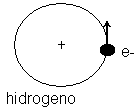 +
e-
hidrogeno